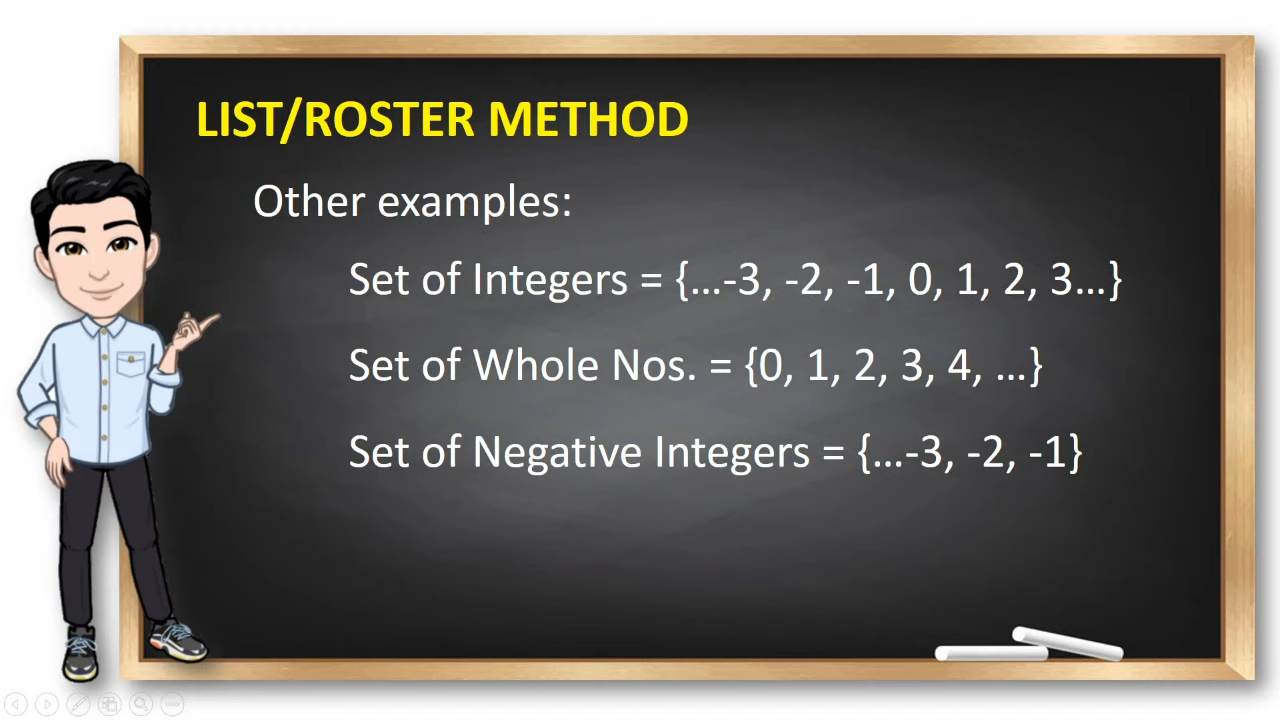 LIST/ROSTER METHOD
Other examples:
Set of Integers = {...-3, -2, -1, 0, 1, 2, 3...}
Set of Whole Nos. = {0, 1, 2, 3, 4, ...}
Set of Negative Integers = {...-3, -2, -1}